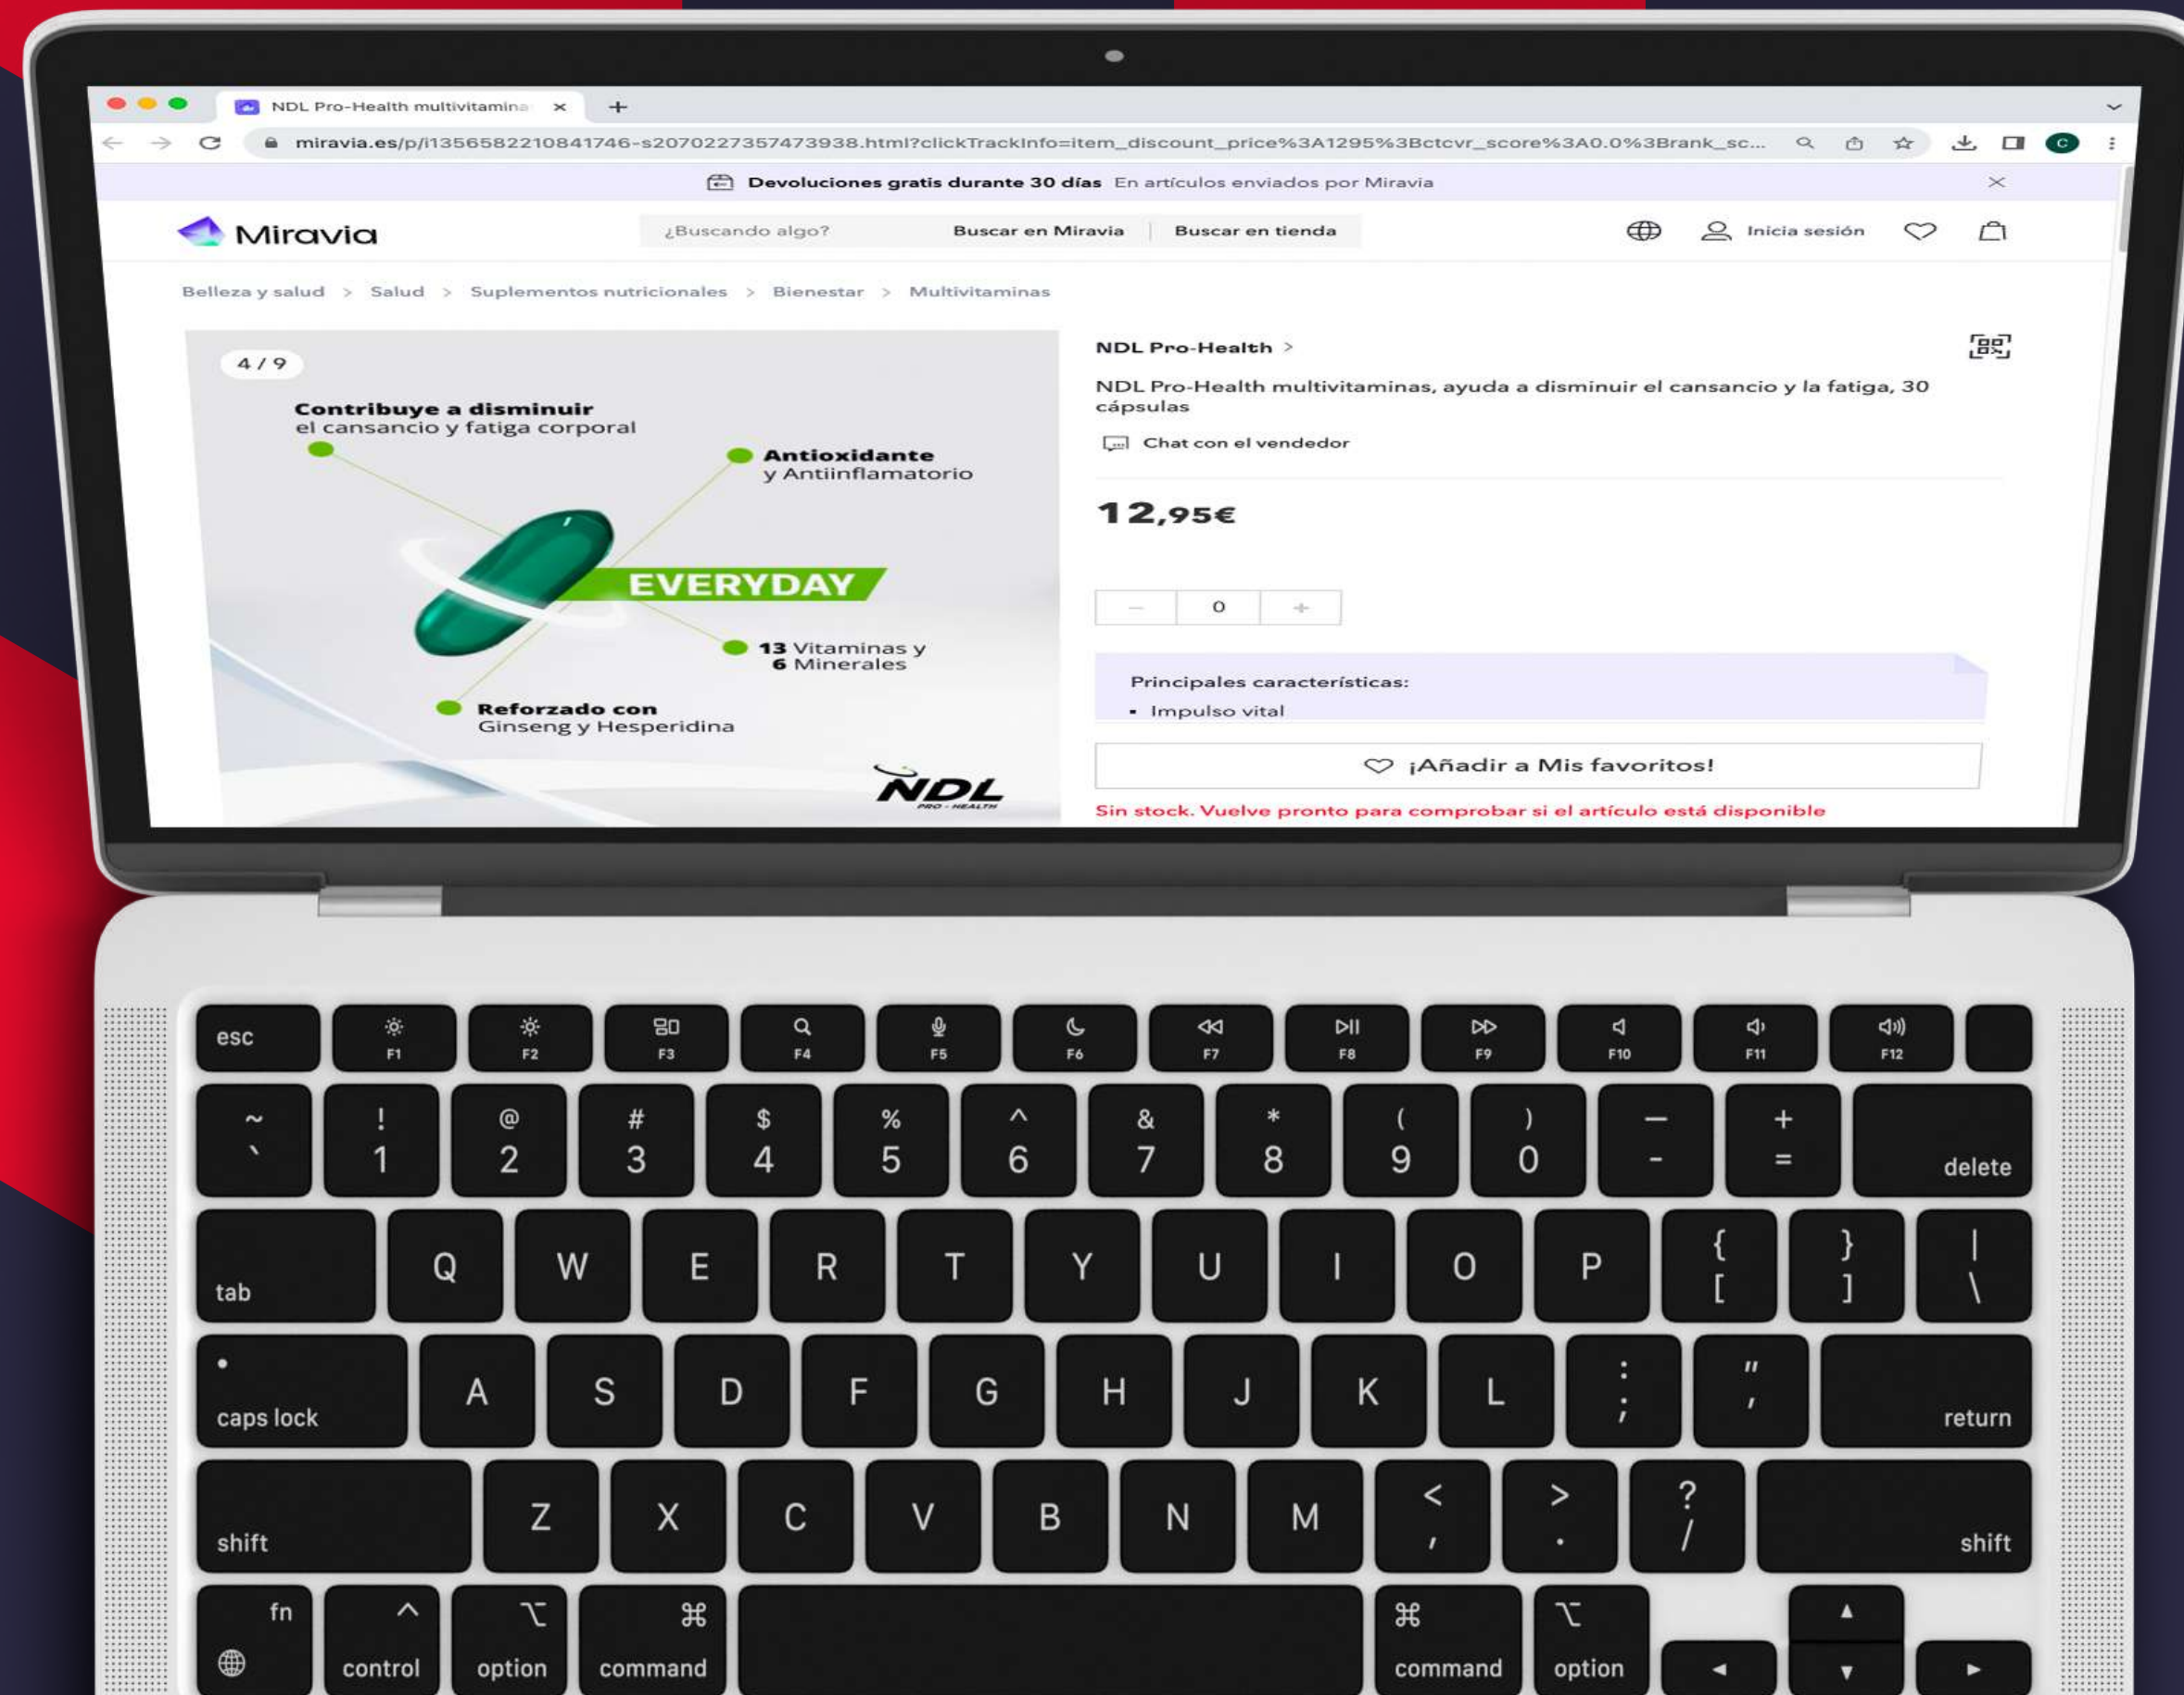 NDL Pro-Health multivitamina
miravia.es/p/i1356582210841746-s2070227357473938.html?clickTrackInfo=item_discount_price%3A1295%3Bctcvr_score%3A0.0%3Brank_sc...
C
Devoluciones gratis durante 30 días En artículos enviados por Miravia
Miravia
¿Buscando algo? Buscar en Miravia Buscar en tienda
Inicia sesión
Belleza y salud > Salud > Suplementos nutricionales > Bienestar > Multivitaminas
4 / 9
Contribuye a disminuir
el cansancio y fatiga corporal
Antioxidante
y Antiinflamatorio
EVERYDAY
13 Vitaminas y
6 Minerales
Reforzado con
Ginseng y Hesperidina
NDL
PRO - HEALTH
NDL Pro-Health >
NDL Pro-Health multivitaminas, ayuda a disminuir el cansancio y la fatiga, 30
cápsulas
Chat con el vendedor
12,95€
− 0 +
Principales características:
▪ Impulso vital
¡Añadir a Mis favoritos!
Sin stock. Vuelve pronto para comprobar si el artículo está disponible
esc F1 F2 F3 F4 F5 F6 F7 F8 F9 F10 F11 F12
~ ! @ # $ % ^ & * ( ) — +
` 1 2 3 4 5 6 7 8 9 0 - = delete
tab Q W E R T Y U I O P { [ } ] | \
caps lock A S D F G H J K L : ; " ' return
shift Z X C V B N M < , > . ? / shift
fn control option command command option